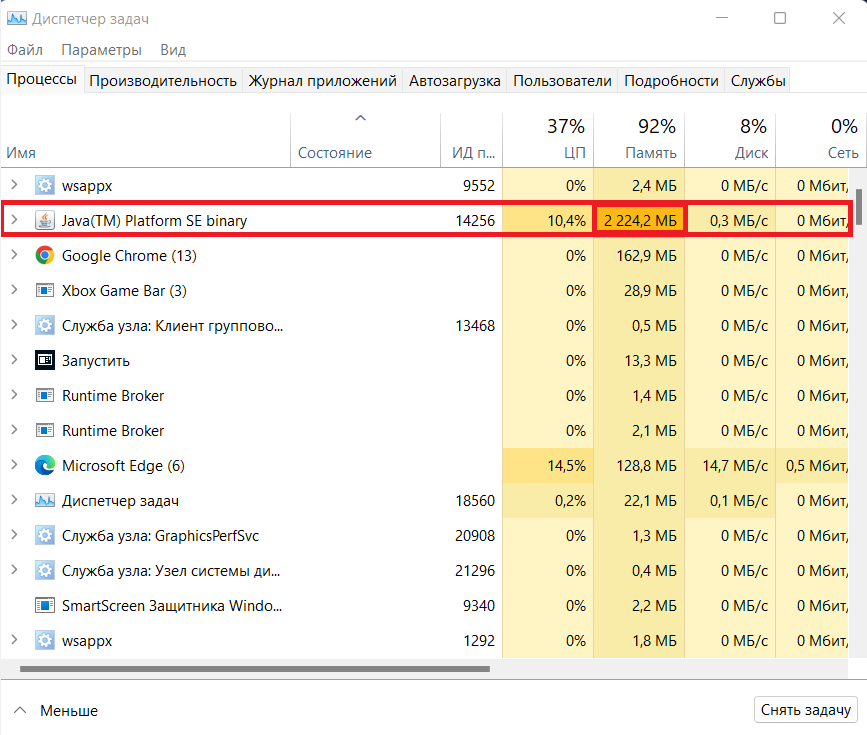 Диспетчер задач
Файл Параметры Вид
Процессы Производительность Журнал приложений Автозагрузка Пользователи Подробности Службы
37% 92% 8% 0%
Имя Состояние ИД п... ЦП Память Диск Сеть
wsappx 9552 0% 2,4 МБ 0 МБ/с 0 Мбит/
Java(TM) Platform SE binary 14256 10,4% 2 224,2 МБ 0,3 МБ/с 0 Мбит/
Google Chrome (13) 0% 162,9 МБ 0 МБ/с 0 Мбит/
Xbox Game Bar (3) 0% 28,9 МБ 0 МБ/с 0 Мбит/
Служба узла: Клиент группово... 13468 0% 0,5 МБ 0 МБ/с 0 Мбит/
Запустить 0% 13,3 МБ 0 МБ/с 0 Мбит/
Runtime Broker 0% 1,4 МБ 0 МБ/с 0 Мбит/
Runtime Broker 0% 2,1 МБ 0 МБ/с 0 Мбит/
Microsoft Edge (6) 14,5% 128,8 МБ 14,7 МБ/с 0,5 Мбит/
Диспетчер задач 18560 0,2% 22,1 МБ 0,1 МБ/с 0 Мбит/
Служба узла: GraphicsPerfSvc 20908 0% 1,3 МБ 0 МБ/с 0 Мбит/
Служба узла: Узел системы ди... 21296 0% 0,4 МБ 0 МБ/с 0 Мбит/
SmartScreen Защитника Windo... 9340 0% 2,2 МБ 0 МБ/с 0 Мбит/
wsappx 1292 0% 1,8 МБ 0 МБ/с 0 Мбит/
Меньше Снять задачу